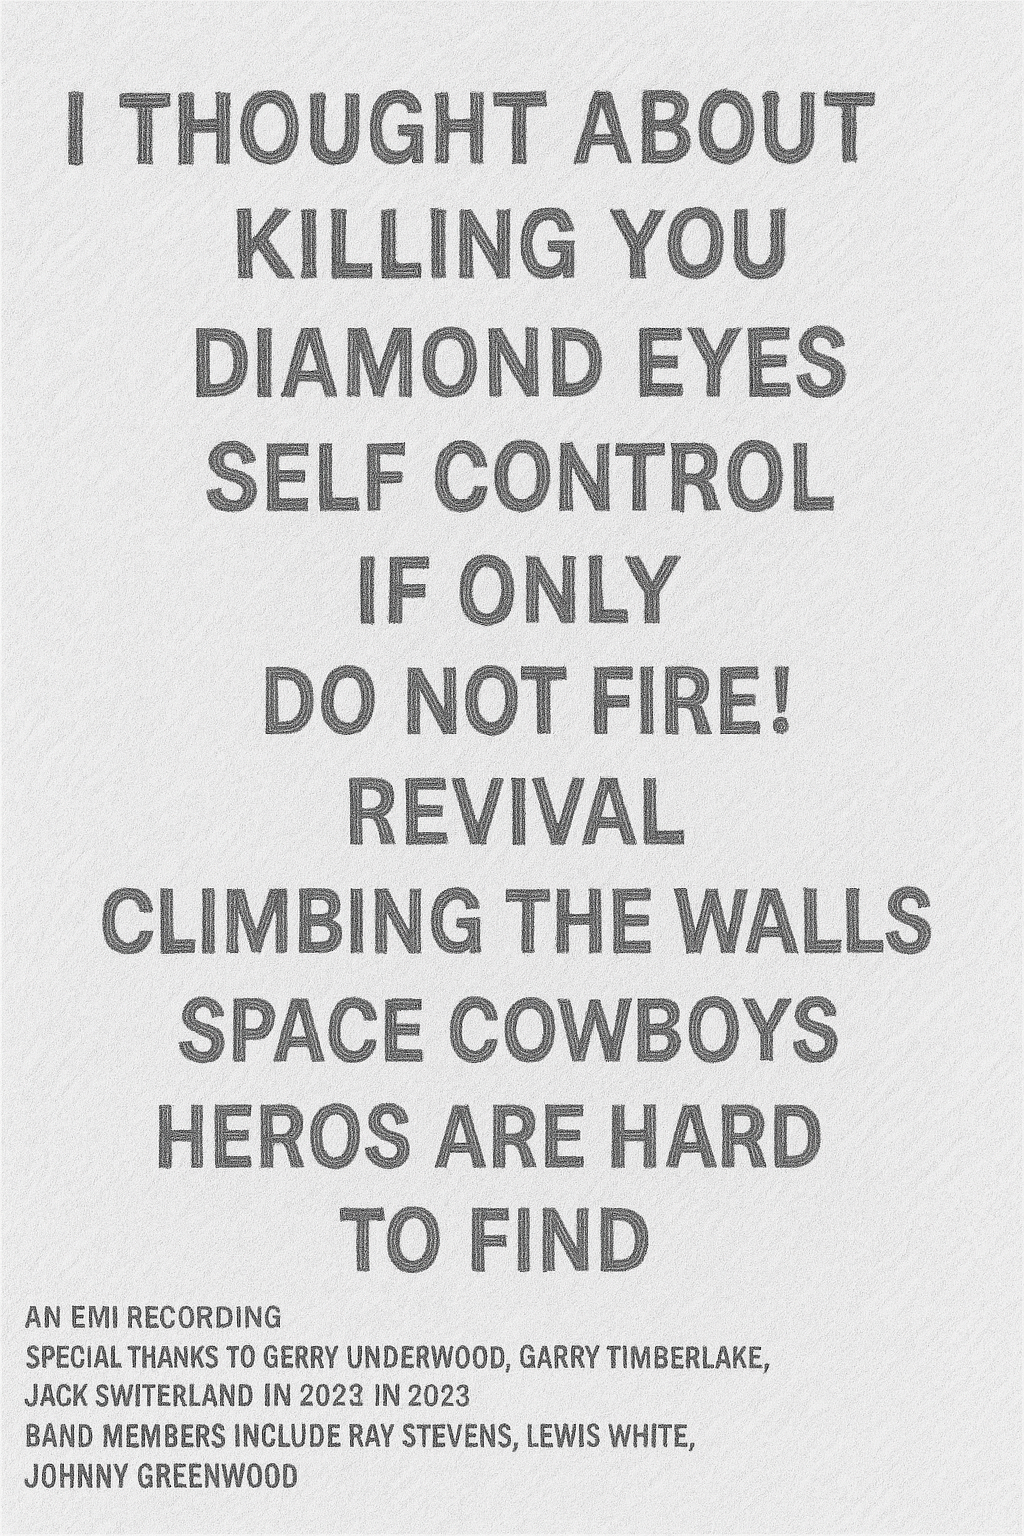 I THOUGHT ABOUT
KILLING YOU
DIAMOND EYES
SELF CONTROL
IF ONLY
DO NOT FIRE!
REVIVAL
CLIMBING THE WALLS
SPACE COWBOYS
HEROS ARE HARD
TO FIND
AN EMI RECORDING
SPECIAL THANKS TO GERRY UNDERWOOD, GARRY TIMBERLAKE,
JACK SWITERLAND IN 2023 IN 2023
BAND MEMBERS INCLUDE RAY STEVENS, LEWIS WHITE,
JOHNNY GREENWOOD